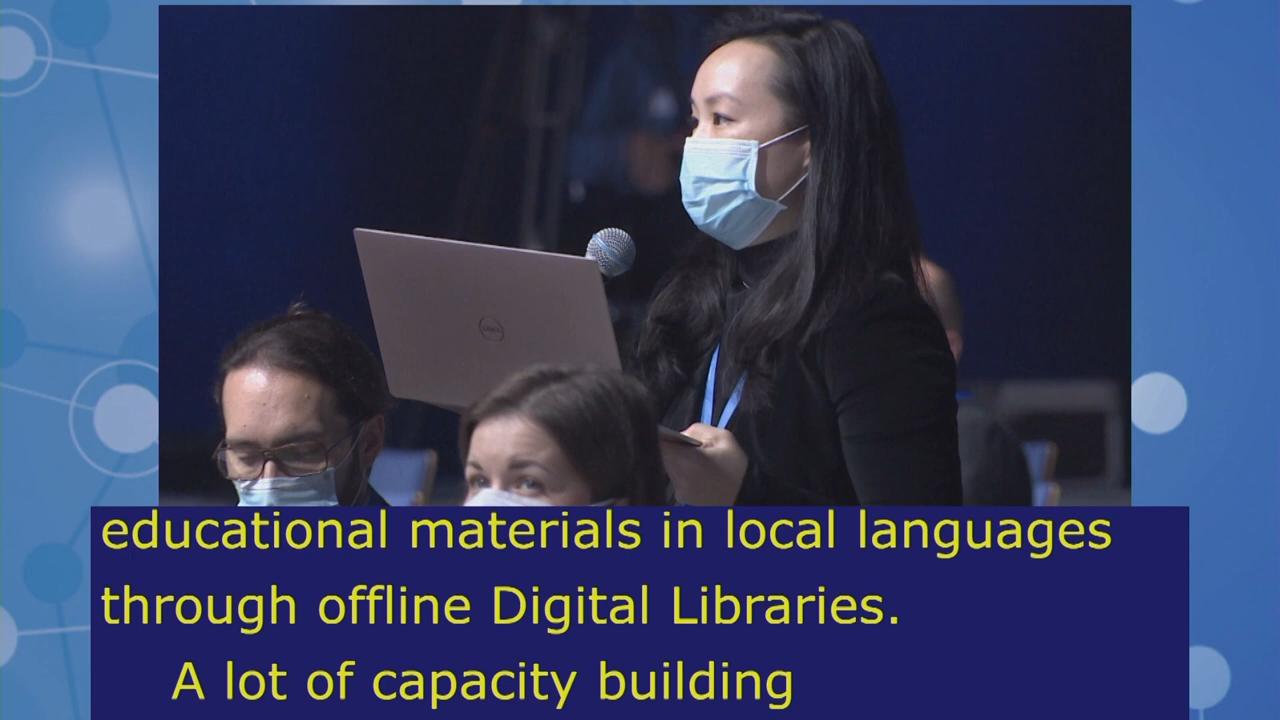 educational materials in local languages
through offline Digital Libraries.
A lot of capacity building